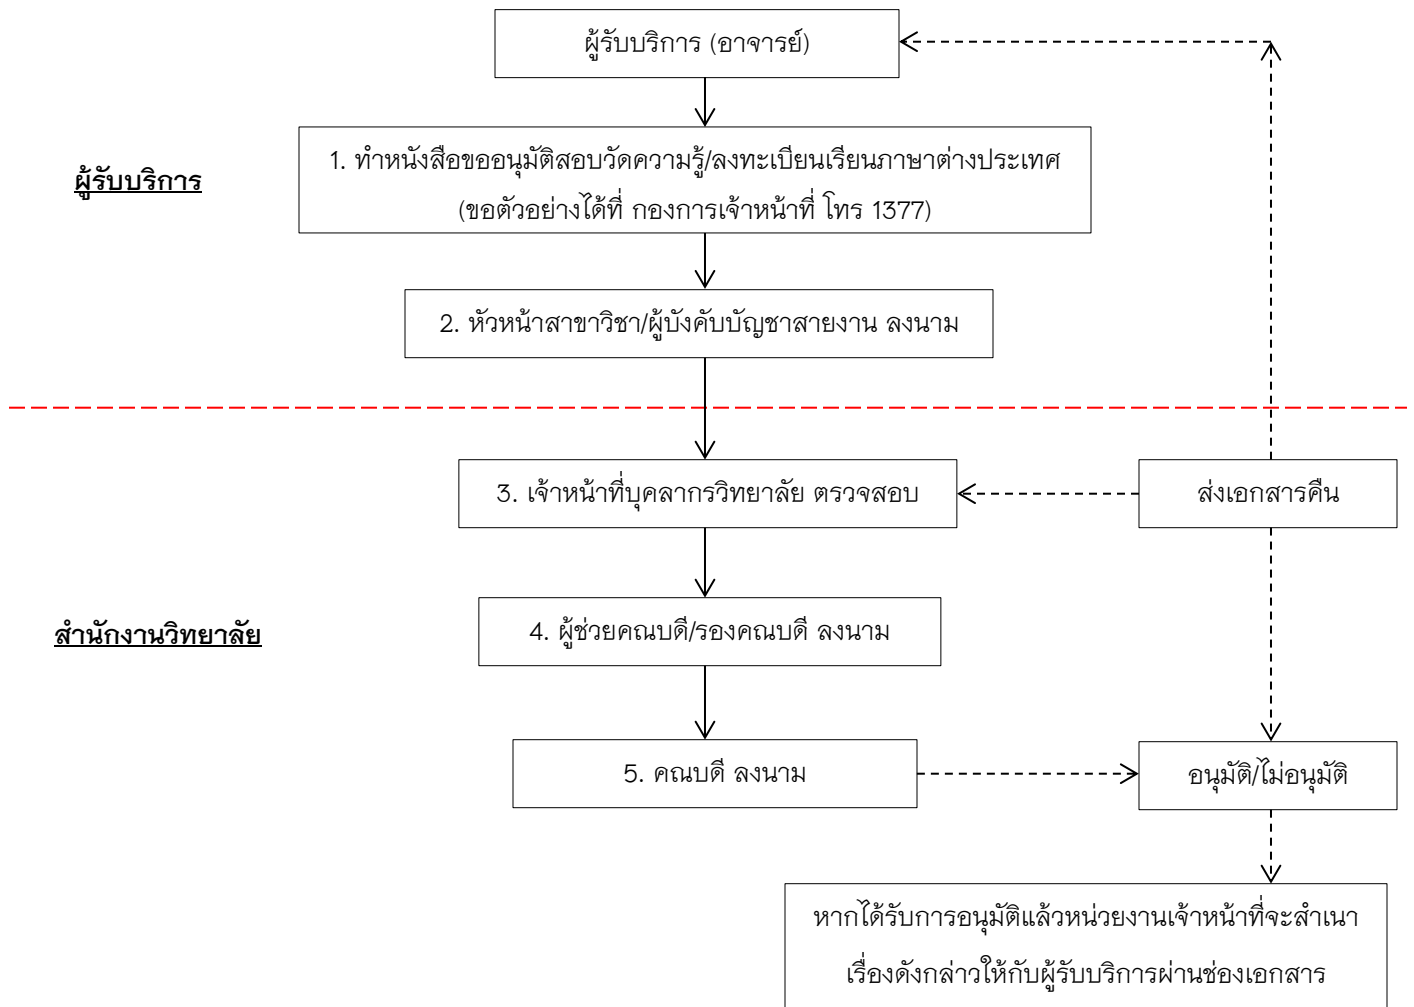 ผู้รับบริการ (อาจารย์)
1. ทำหนังสือขออนุมัติสอบวัดความรู้/ลงทะเบียนเรียนภาษาต่างประเทศ
(ขอตัวอย่างได้ที่ กองการเจ้าหน้าที่ โทร 1377)
ผู้รับบริการ
2. หัวหน้าสาขาวิชา/ผู้บังคับบัญชาสายงาน ลงนาม
3. เจ้าหน้าที่บุคลากรวิทยาลัย ตรวจสอบ
ส่งเอกสารคืน
4. ผู้ช่วยคณบดี/รองคณบดี ลงนาม
สำนักงานวิทยาลัย
5. คณบดี ลงนาม
อนุมัติ/ไม่อนุมัติ
หากได้รับการอนุมัติแล้วหน่วยงานเจ้าหน้าที่จะสำเนา
เรื่องดังกล่าวให้กับผู้รับบริการผ่านช่องเอกสาร